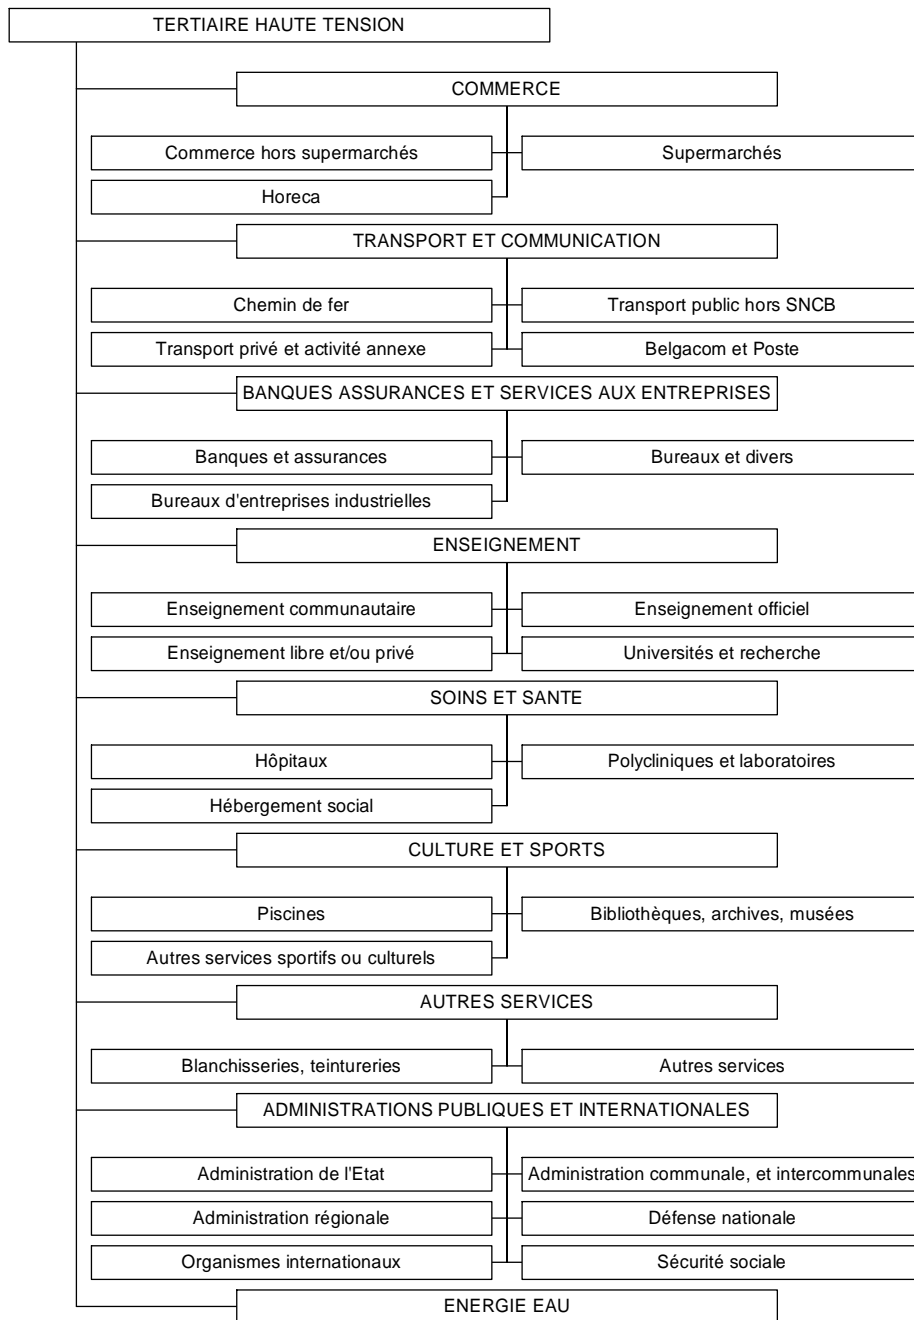 TERTIAIRE HAUTE TENSION
COMMERCE
Commerce hors supermarchés
Supermarchés
Horeca
TRANSPORT ET COMMUNICATION
Chemin de fer
Transport public hors SNCB
Transport privé et activité annexe
Belgacom et Poste
BANQUES ASSURANCES ET SERVICES AUX ENTREPRISES
Banques et assurances
Bureaux et divers
Bureaux d'entreprises industrielles
ENSEIGNEMENT
Enseignement communautaire
Enseignement officiel
Enseignement libre et/ou privé
Universités et recherche
SOINS ET SANTE
Hôpitaux
Polycliniques et laboratoires
Hébergement social
CULTURE ET SPORTS
Piscines
Bibliothèques, archives, musées
Autres services sportifs ou culturels
AUTRES SERVICES
Blanchisseries, teintureries
Autres services
ADMINISTRATIONS PUBLIQUES ET INTERNATIONALES
Administration de l'Etat
Administration communale, et intercommunales
Administration régionale
Défense nationale
Organismes internationaux
Sécurité sociale
ENERGIE EAU